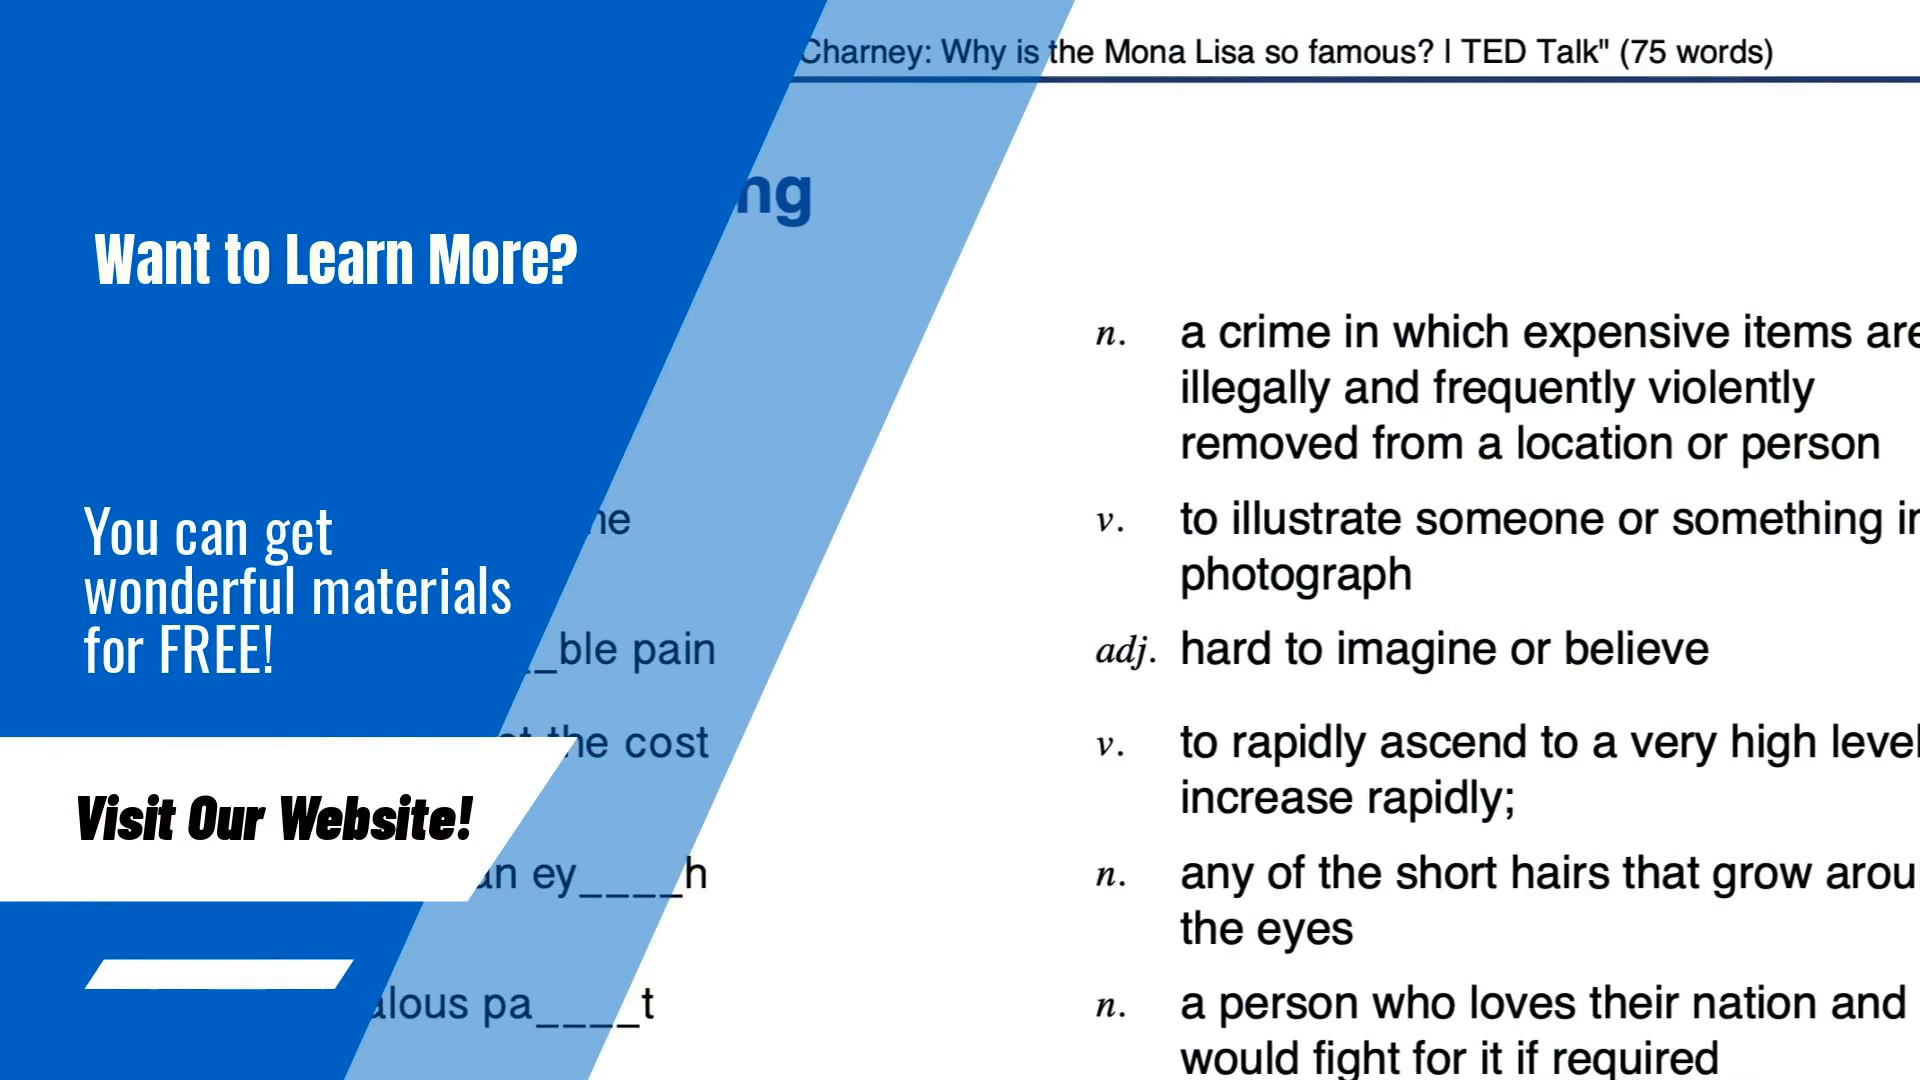 Charney: Why is the Mona Lisa so famous? | TED Talk" (75 words)
ng
Want to Learn More?
You can get
wonderful materials
for FREE!
Visit Our Website!
ne
_ble pain
the cost
an ey____h
alous pa____t
n. a crime in which expensive items are
illegally and frequently violently
removed from a location or person
v. to illustrate someone or something in
photograph
adj. hard to imagine or believe
v. to rapidly ascend to a very high level
increase rapidly;
n. any of the short hairs that grow arou
the eyes
n. a person who loves their nation and
would fight for it if required